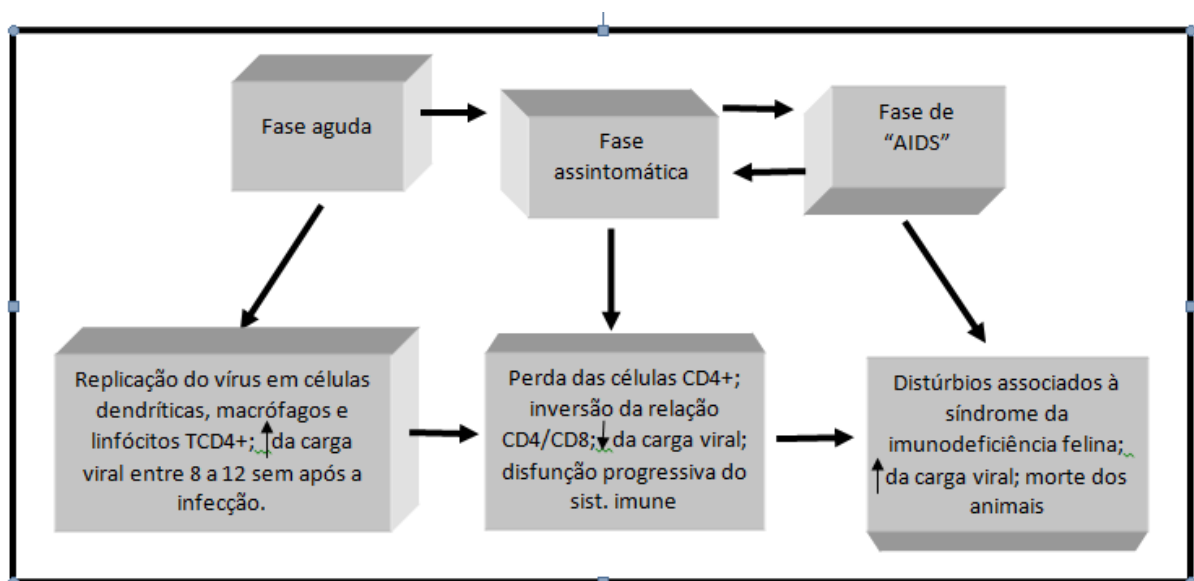 Fase aguda
Fase
assintomática
Fase de
“AIDS”
Replicação do vírus em células
dendríticas, macrófagos e
linfócitos TCD4+; ↑ da carga
viral entre 8 a 12 sem após a
infecção.
Perda das células CD4+;
inversão da relação
CD4/CD8; ↓ da carga viral;
disfunção progressiva do
sist. imune
Distúrbios associados à
síndrome da
imunodeficiência felina;
↑ da carga viral; morte dos
animais